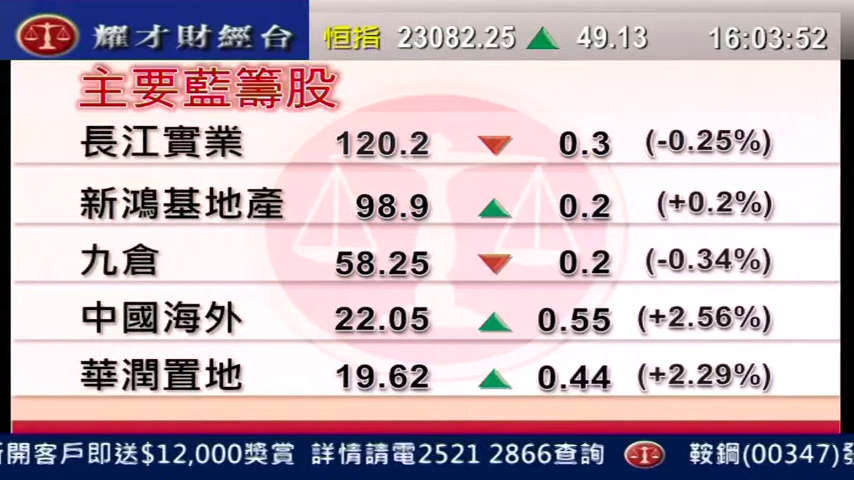 耀才財經台 恒指 23082.25 ▲ 49.13 16:03:52
主要藍籌股
長江實業 120.2 ▼ 0.3 (-0.25%)
新鴻基地產 98.9 ▲ 0.2 (+0.2%)
九倉 58.25 ▼ 0.2 (-0.34%)
中國海外 22.05 ▲ 0.55 (+2.56%)
華潤置地 19.62 ▲ 0.44 (+2.29%)
新開客戶即送$12,000獎賞 詳情請電2521 2866查詢 鞍鋼(00347)發